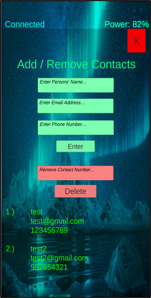 Connected Power: 82%
X
Add / Remove Contacts
Enter Persons' Name...
Enter Email Address....
Enter Phone Number....
Enter
Remove Contact Number...
Delete
1.) test
test@gmail.com
123456789
2.) test2
test2@gmail.com
987654321